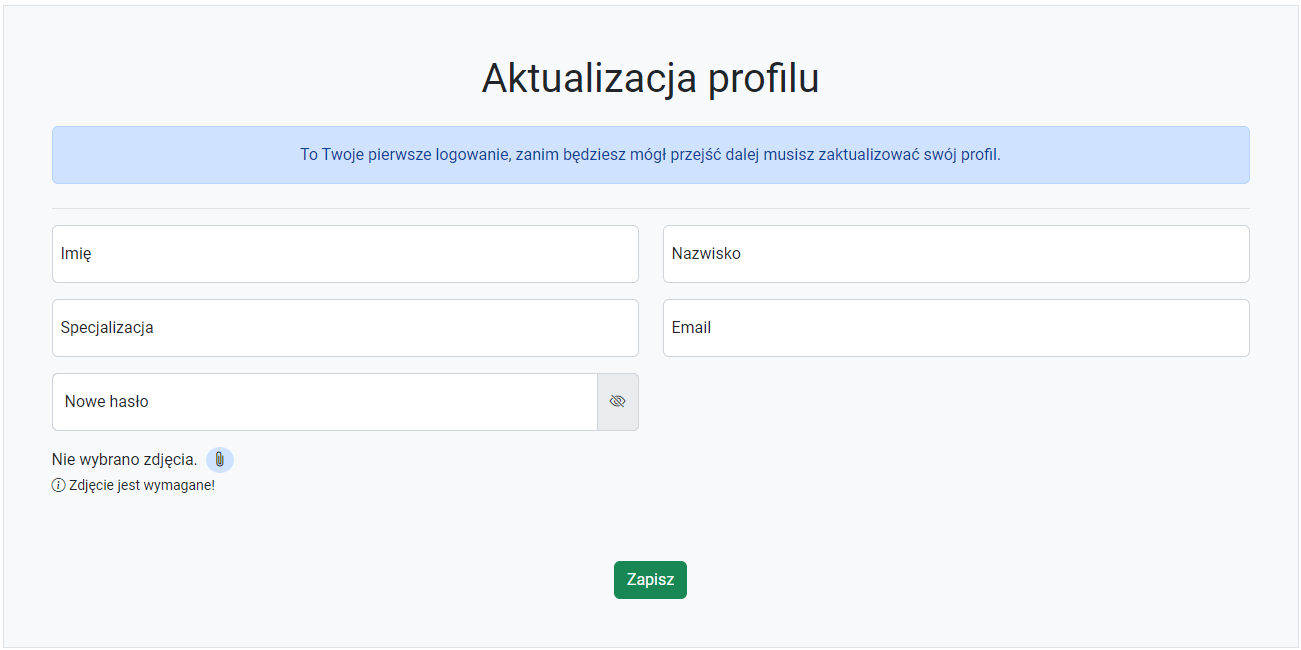 Aktualizacja profilu
To Twoje pierwsze logowanie, zanim będziesz mógł przejść dalej musisz zaktualizować swój profil.
Imię
Nazwisko
Specjalizacja
Email
Nowe hasło
Nie wybrano zdjęcia.
Zdjęcie jest wymagane!
Zapisz